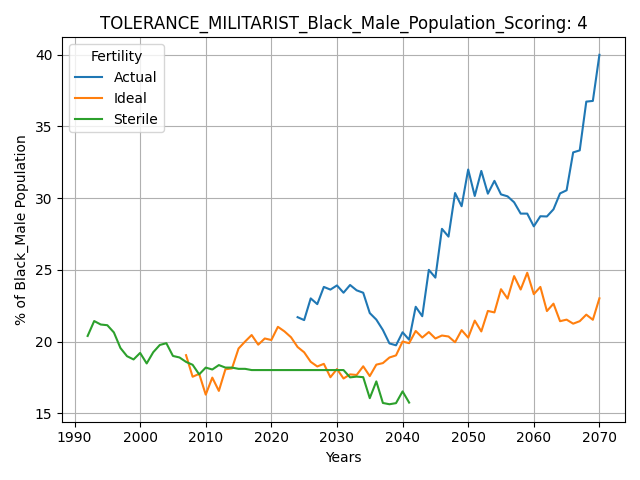 TOLERANCE_MILITARIST_Black_Male_Population_Scoring: 4
Fertility
Actual
Ideal
Sterile
% of Black_Male Population
40
35
30
25
20
15
1990 2000 2010 2020 2030 2040 2050 2060 2070
Years